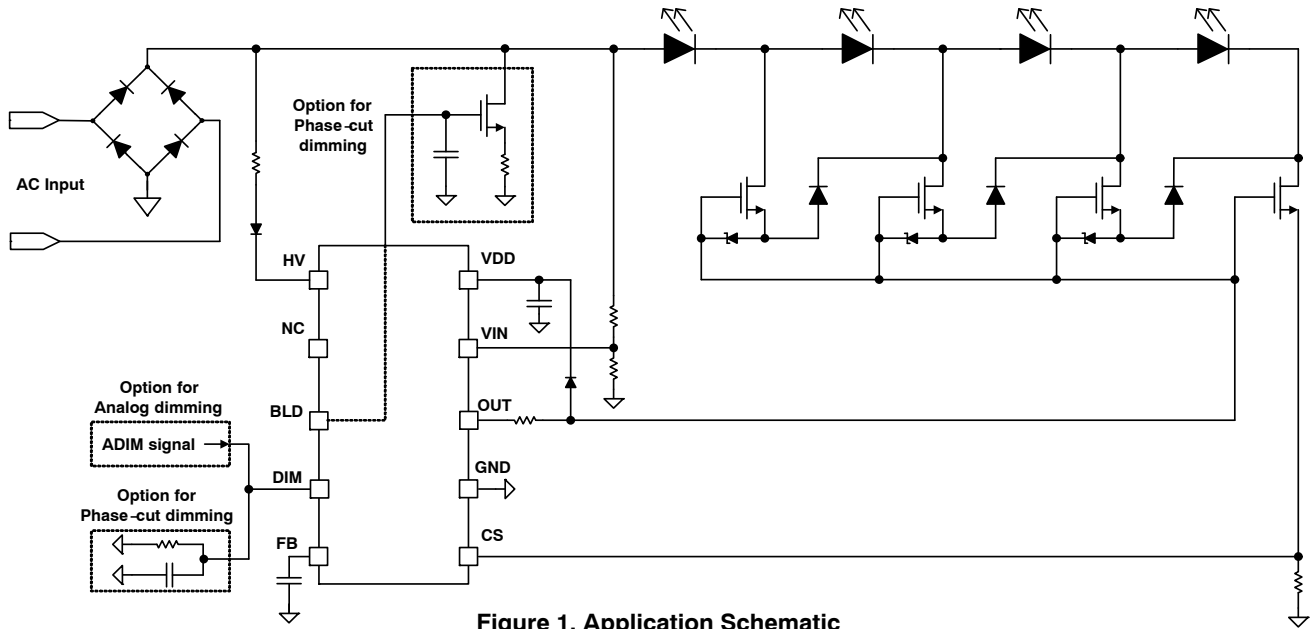 Option for
Phase-cut
dimming
AC Input
HV
VDD
NC
VIN
Option for
Analog dimming
ADIM signal
BLD
OUT
DIM
GND
Option for
Phase-cut dimming
FB
CS
Figure 1. Application Schematic